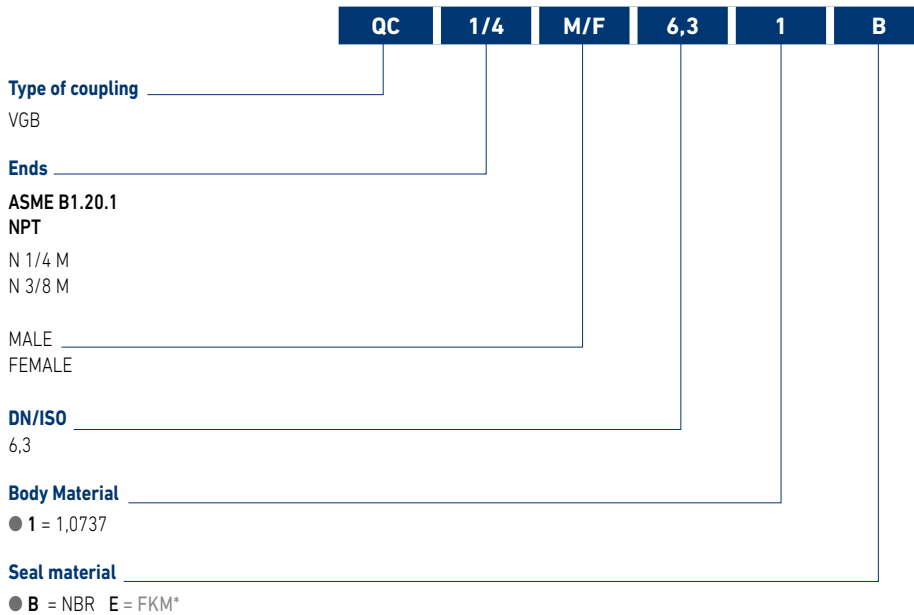 QC 1/4 M/F 6,3 1 B
Type of coupling
VGB
Ends
ASME B1.20.1
NPT
N 1/4 M
N 3/8 M
MALE
FEMALE
DN/ISO
6,3
Body Material
● 1 = 1,0737
Seal material
● B = NBR E = FKM*